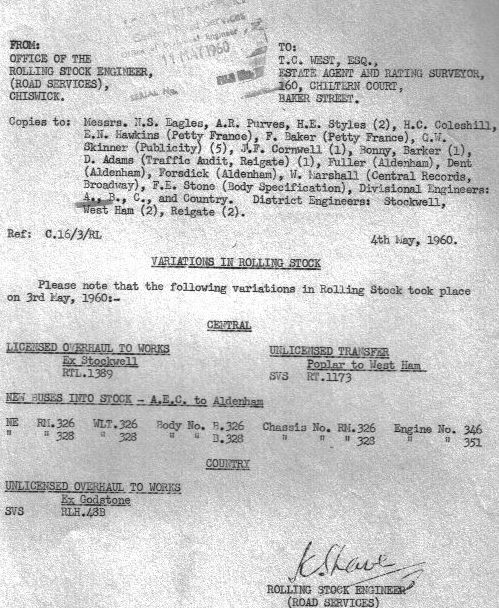 11 MAY 1960
FROM:
OFFICE OF THE
ROLLING STOCK ENGINEER,
(ROAD SERVICES),
CHISWICK.
TO:
T.C. WEST, ESQ.,
ESTATE AGENT AND RATING SURVEYOR,
160, CHILTERN COURT,
BAKER STREET.
Copies to: Messrs. N.S. Eagles, A.R. Purves, H.E. Styles (2), H.C. Coleshill,
E.N. Hawkins (Petty France), F. Baker (Petty France), G.W.
Skinner (Publicity) (5), J.F. Cornwell (1), Bonny, Barker (1),
D. Adams (Traffic Audit, Reigate) (1), Fuller (Aldenham), Dent
(Aldenham), Forsdick (Aldenham), W. Marshall (Central Records,
Broadway), F.E. Stone (Body Specification), Divisional Engineers:
A., B., C., and Country. District Engineers: Stockwell,
West Ham (2), Reigate (2).
Ref: C.16/3/RL
4th May, 1960.
VARIATIONS IN ROLLING STOCK
Please note that the following variations in Rolling Stock took place
on 3rd May, 1960:-
CENTRAL
LICENSED OVERHAUL TO WORKS
Ex Stockwell
RTL.1389
UNLICENSED TRANSFER
Poplar to West Ham
SVS RT.1173
NEW BUSES INTO STOCK - A.E.C. to Aldenham
NE RM.326 WLT.326 Body No. B.326 Chassis No. RM.326 Engine No. 346
" " 328 " 328 " " B.328 " " " 328 " " 351
COUNTRY
UNLICENSED OVERHAUL TO WORKS
Ex Godstone
SVS RLH.48B
K. Shave
ROLLING STOCK ENGINEER
(ROAD SERVICES)